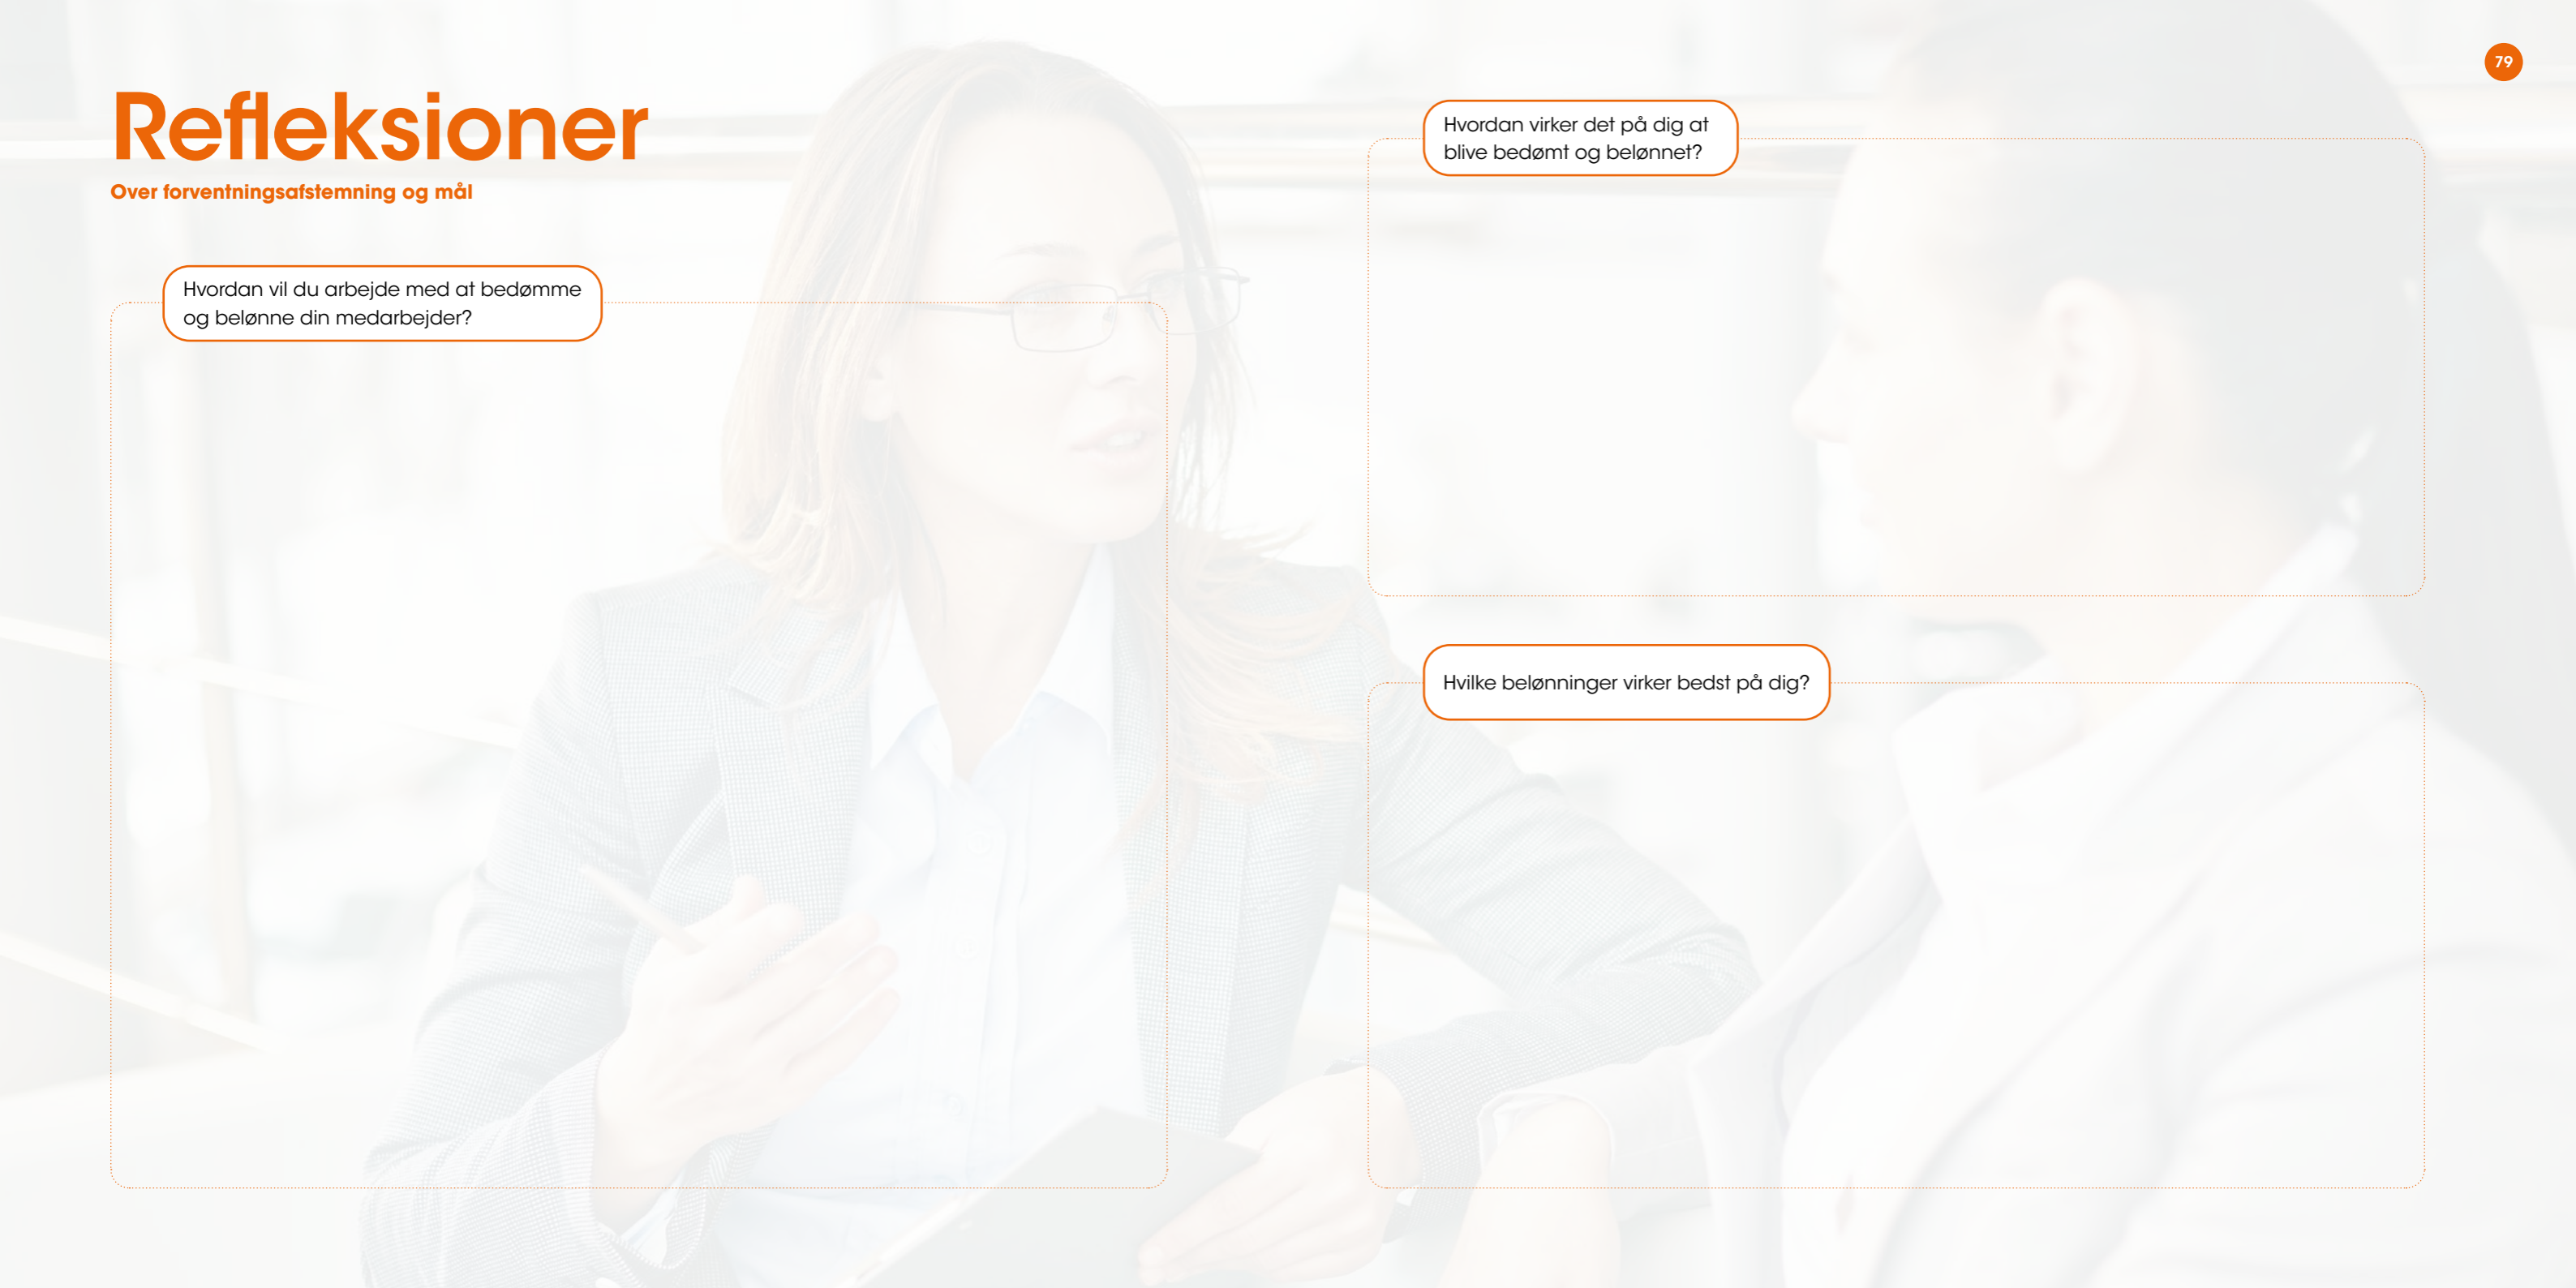 Refleksioner
Over forventningsafstemning og mål
Hvordan vil du arbejde med at bedømme
og belønne din medarbejder?
79
Hvordan virker det på dig at
blive bedømt og belønnet?
Hvilke belønninger virker bedst på dig?